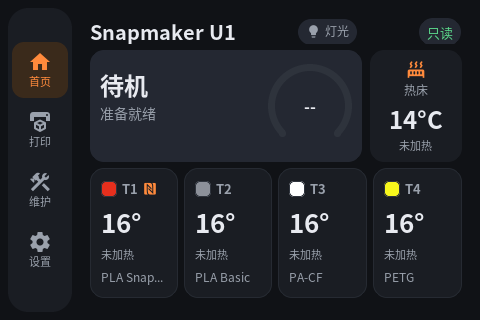 Snapmaker U1
灯光
只读
首页
打印
维护
设置
待机
准备就绪
--
热床
14°C
未加热
T1
16°
未加热
PLA Snap...
T2
16°
未加热
PLA Basic
T3
16°
未加热
PA-CF
T4
16°
未加热
PETG